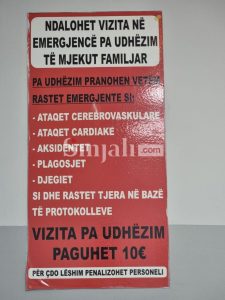 NDALOHET VIZITA NË
EMERGJENCË PA UDHËZIM
TË MJEKUT FAMILJAR
PA UDHËZIM PRANOHEN VETËM
RASTET EMERGJENTE SI:
- ATAQET CEREBROVASKULARE
- ATAQET CARDIAKE
- AKSIDENTET
- PLAGOSJET
- DJEGIET
SI DHE RASTET TJERA NË BAZË
TË PROTOKOLLEVE
VIZITA PA UDHËZIM
PAGUHET 10€
PËR ÇDO LËSHIM PENALIZOHET PERSONELI
Sinjali.com